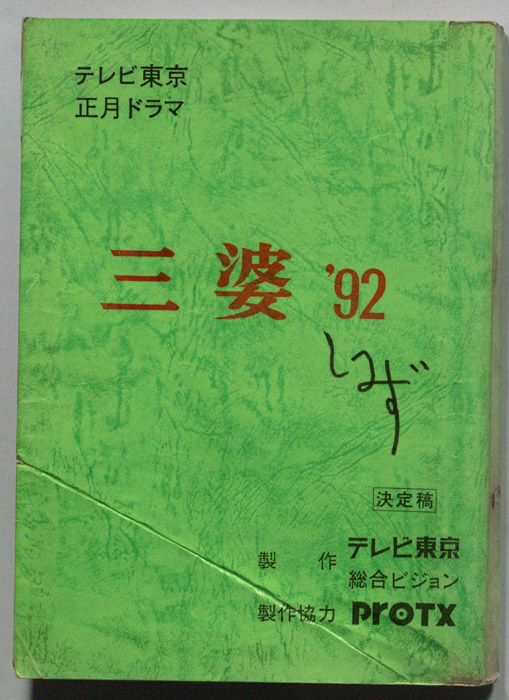 テレビ東京
正月ドラマ
三婆 '92
しのず
決定稿
製作 テレビ東京
総合ビジョン
製作協力 PROTX